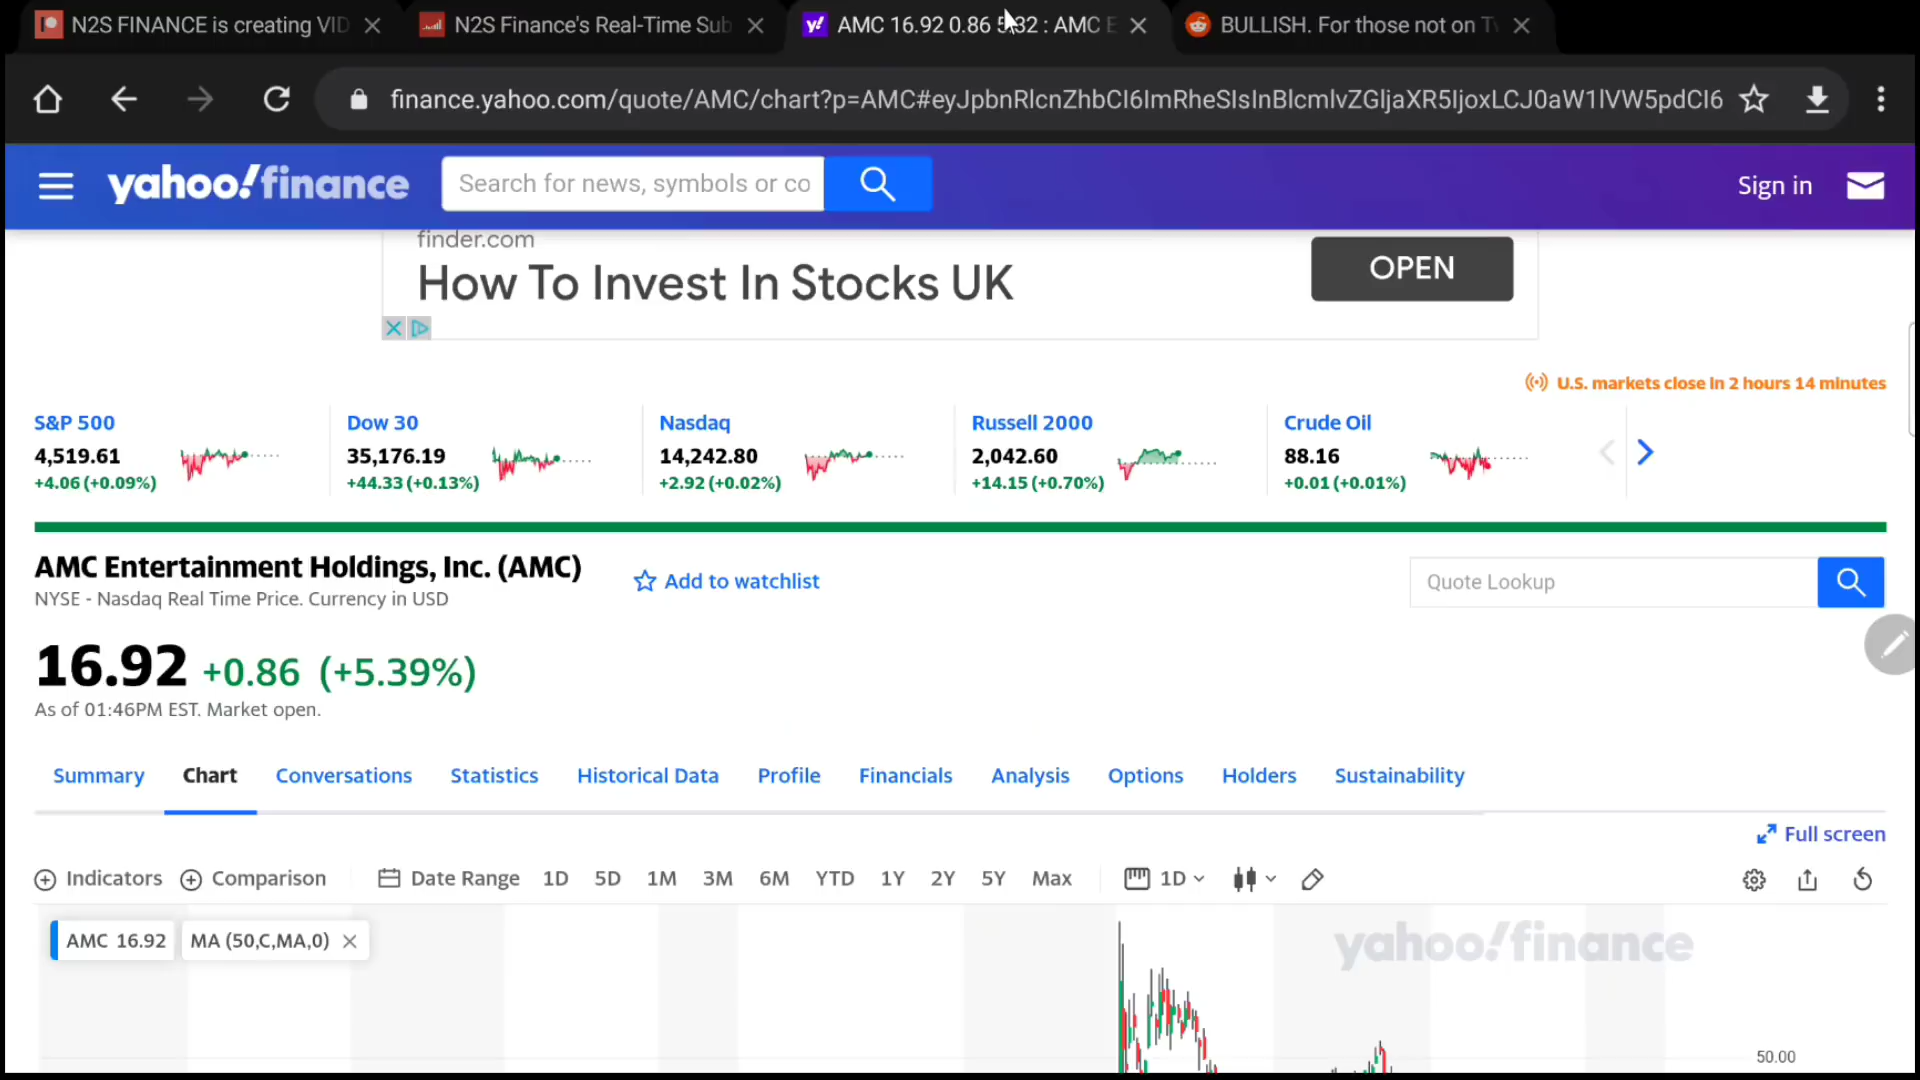 N2S FINANCE is creating VID
N2S Finance's Real-Time Sub
AMC 16.92 0.86 5.32 : AMC E
BULLISH. For those not on Tw
finance.yahoo.com/quote/AMC/chart?p=AMC#eyJpbnRlcnZhbCI6ImRheSIsInBlcmlvZGljaXR5IjoxLCJ0aW1lVW5pdCI6
yahoo!finance
Search for news, symbols or co
Sign in
finder.com
How To Invest In Stocks UK
OPEN
U.S. markets close in 2 hours 14 minutes
S&P 500
4,519.61
+4.06 (+0.09%)
Dow 30
35,176.19
+44.33 (+0.13%)
Nasdaq
14,242.80
+2.92 (+0.02%)
Russell 2000
2,042.60
+14.15 (+0.70%)
Crude Oil
88.16
+0.01 (+0.01%)
AMC Entertainment Holdings, Inc. (AMC)
NYSE - Nasdaq Real Time Price. Currency in USD
Add to watchlist
Quote Lookup
16.92 +0.86 (+5.39%)
As of 01:46PM EST. Market open.
Summary Chart Conversations Statistics Historical Data Profile Financials Analysis Options Holders Sustainability
Full screen
Indicators Comparison Date Range 1D 5D 1M 3M 6M YTD 1Y 2Y 5Y Max 1D
AMC 16.92 MA (50,C,MA,0)
yahoo!finance
50.00